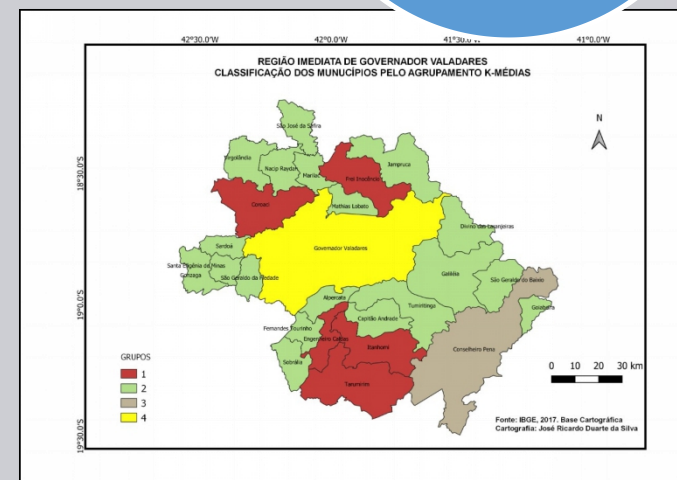 42°30.0'W 42°0.0'W 41°30.0'W 41°0.0'W
REGIÃO IMEDIATA DE GOVERNADOR VALADARES
CLASSIFICAÇÃO DOS MUNUCÍPIOS PELO AGRUPAMENTO K-MÉDIAS
N
18°30.0'S
19°0.0'S
19°30.0'S
São José da Safira
Virgolândia
Nacip Raydan
Marilac
Frei Inocêncio
Jampruca
Coroaci
Mathias Lobato
Divino das Laranjeiras
Sardoá
Governador Valadares
Santa Efigênia de Minas
Gonzaga
São Geraldo da Piedade
Galiléia
São Geraldo do Baixio
Alpercata
Tumiritinga
Goiabeira
Fernandes Tourinho
Capitão Andrade
Engenheiro Caldas
Itanhomi
Conselheiro Pena
Sobrália
Tarumirim
GRUPOS
1
2
3
4
0 10 20 30 km
Fonte: IBGE, 2017. Base Cartográfica
Cartografia: José Ricardo Duarte da Silva